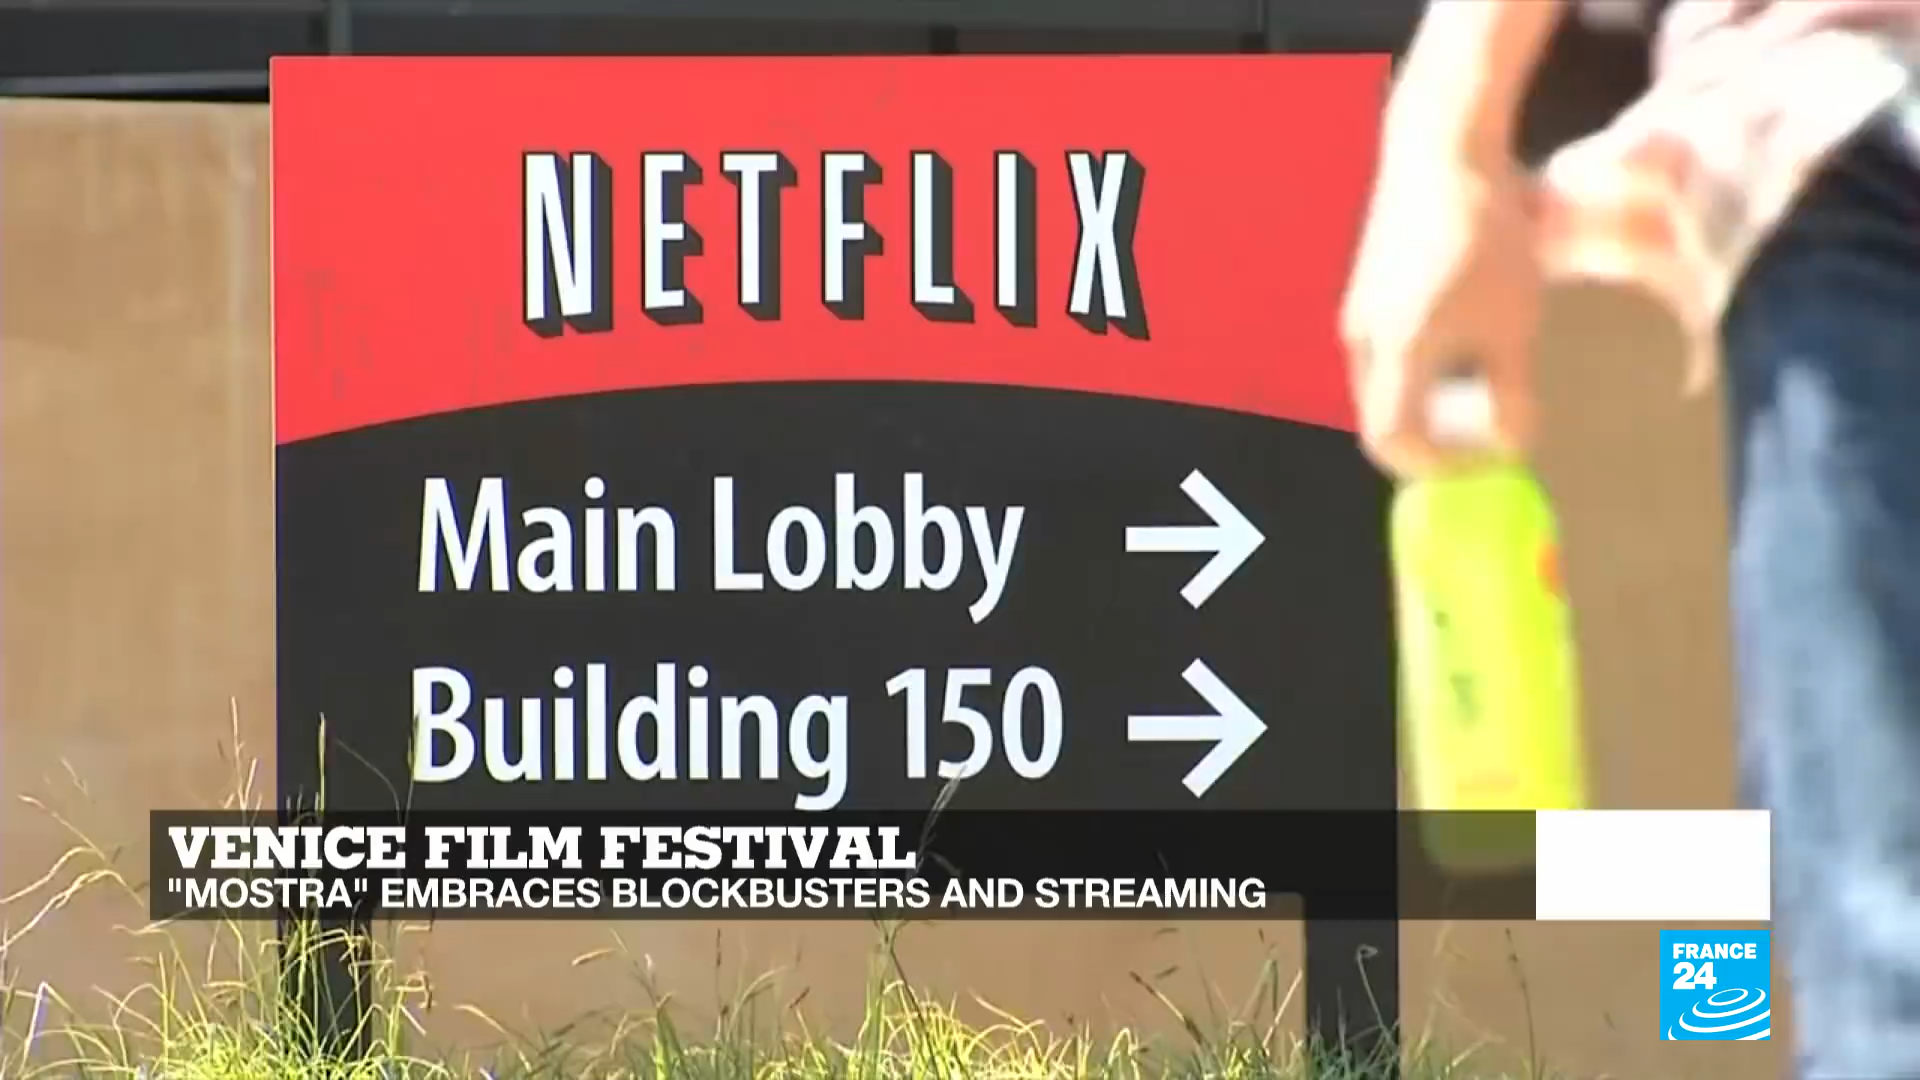 NETFLIX
Main Lobby →
Building 150 →
VENICE FILM FESTIVAL
"MOSTRA" EMBRACES BLOCKBUSTERS AND STREAMING
FRANCE
24